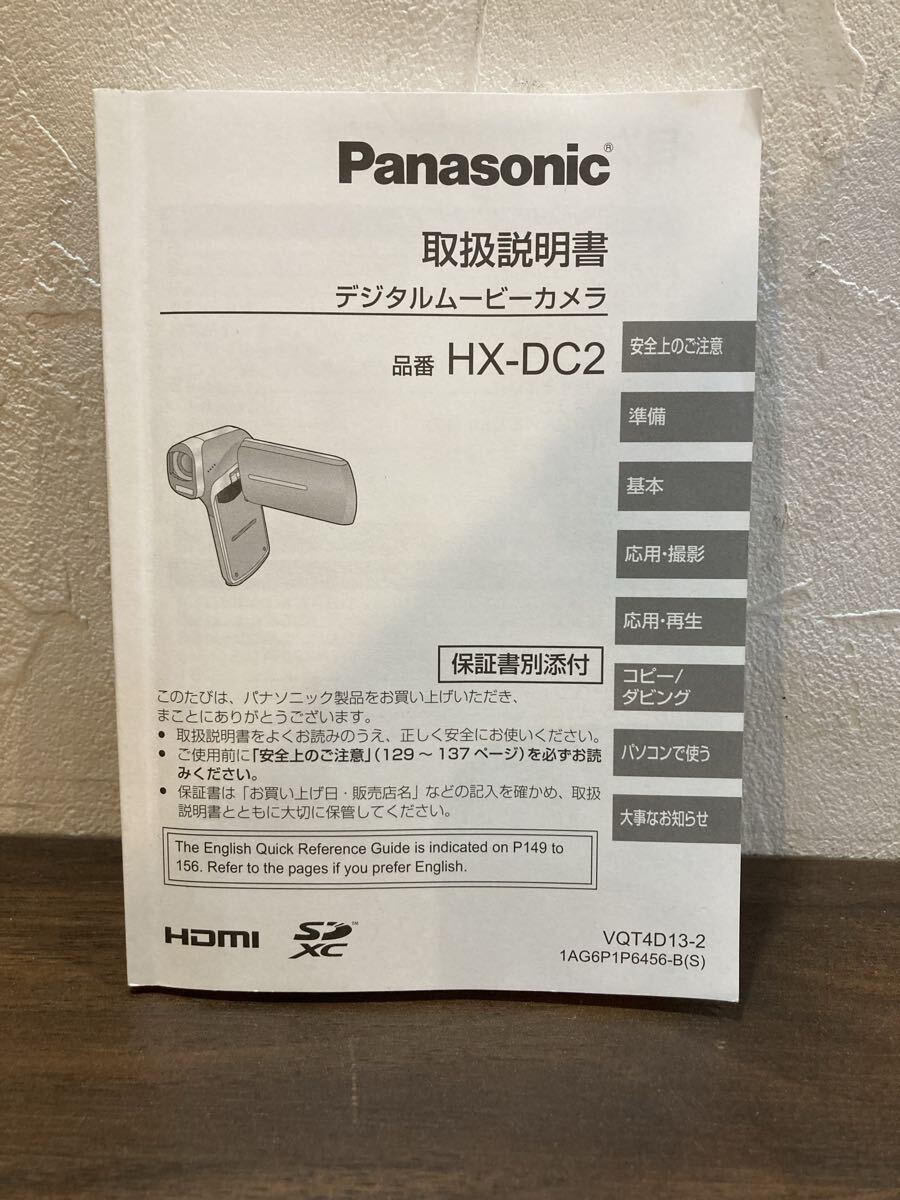 Panasonic®
取扱説明書
デジタルムービーカメラ
品番 HX-DC2
安全上のご注意
準備
基本
応用・撮影
応用・再生
コピー/
ダビング
パソコンで使う
大事なお知らせ
保証書別添付
このたびは、パナソニック製品をお買い上げいただき、
まことにありがとうございます。
● 取扱説明書をよくお読みのうえ、正しく安全にお使いください。
● ご使用前に「安全上のご注意」(129 ～ 137 ページ)を必ずお読
みください。
● 保証書は「お買い上げ日・販売店名」などの記入を確かめ、取扱
説明書とともに大切に保管してください。
The English Quick Reference Guide is indicated on P149 to
156. Refer to the pages if you prefer English.
HDMI
SD XC™
VQT4D13-2
1AG6P1P6456-B(S)